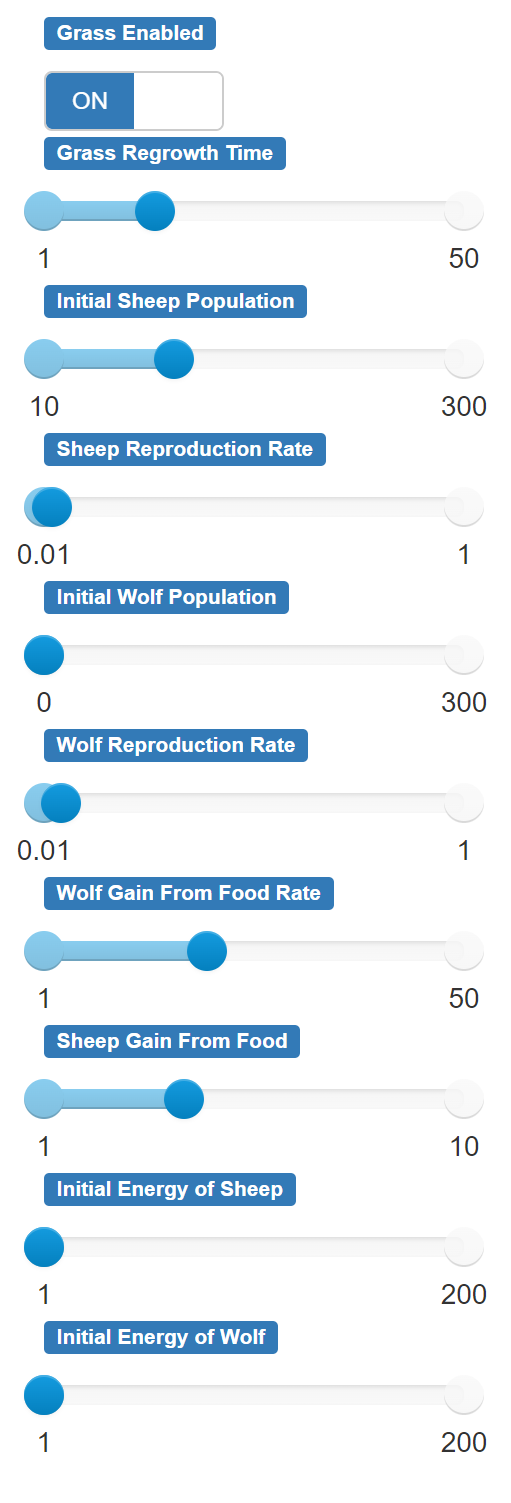 Grass Enabled
ON
Grass Regrowth Time
1 50
Initial Sheep Population
10 300
Sheep Reproduction Rate
0.01 1
Initial Wolf Population
0 300
Wolf Reproduction Rate
0.01 1
Wolf Gain From Food Rate
1 50
Sheep Gain From Food
1 10
Initial Energy of Sheep
1 200
Initial Energy of Wolf
1 200